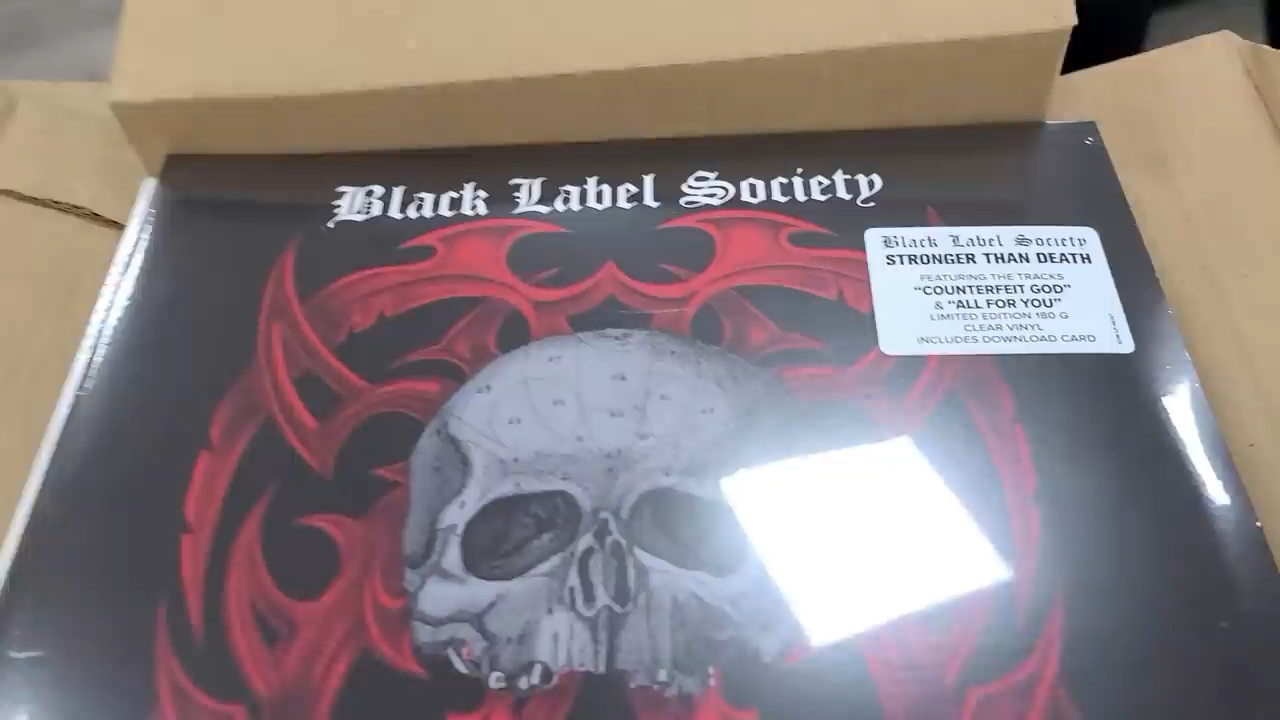 Black Label Society
Black Label Society
STRONGER THAN DEATH
FEATURING THE TRACKS
"COUNTERFEIT GOD"
& "ALL FOR YOU"
LIMITED EDITION 180 G
CLEAR VINYL
INCLUDES DOWNLOAD CARD